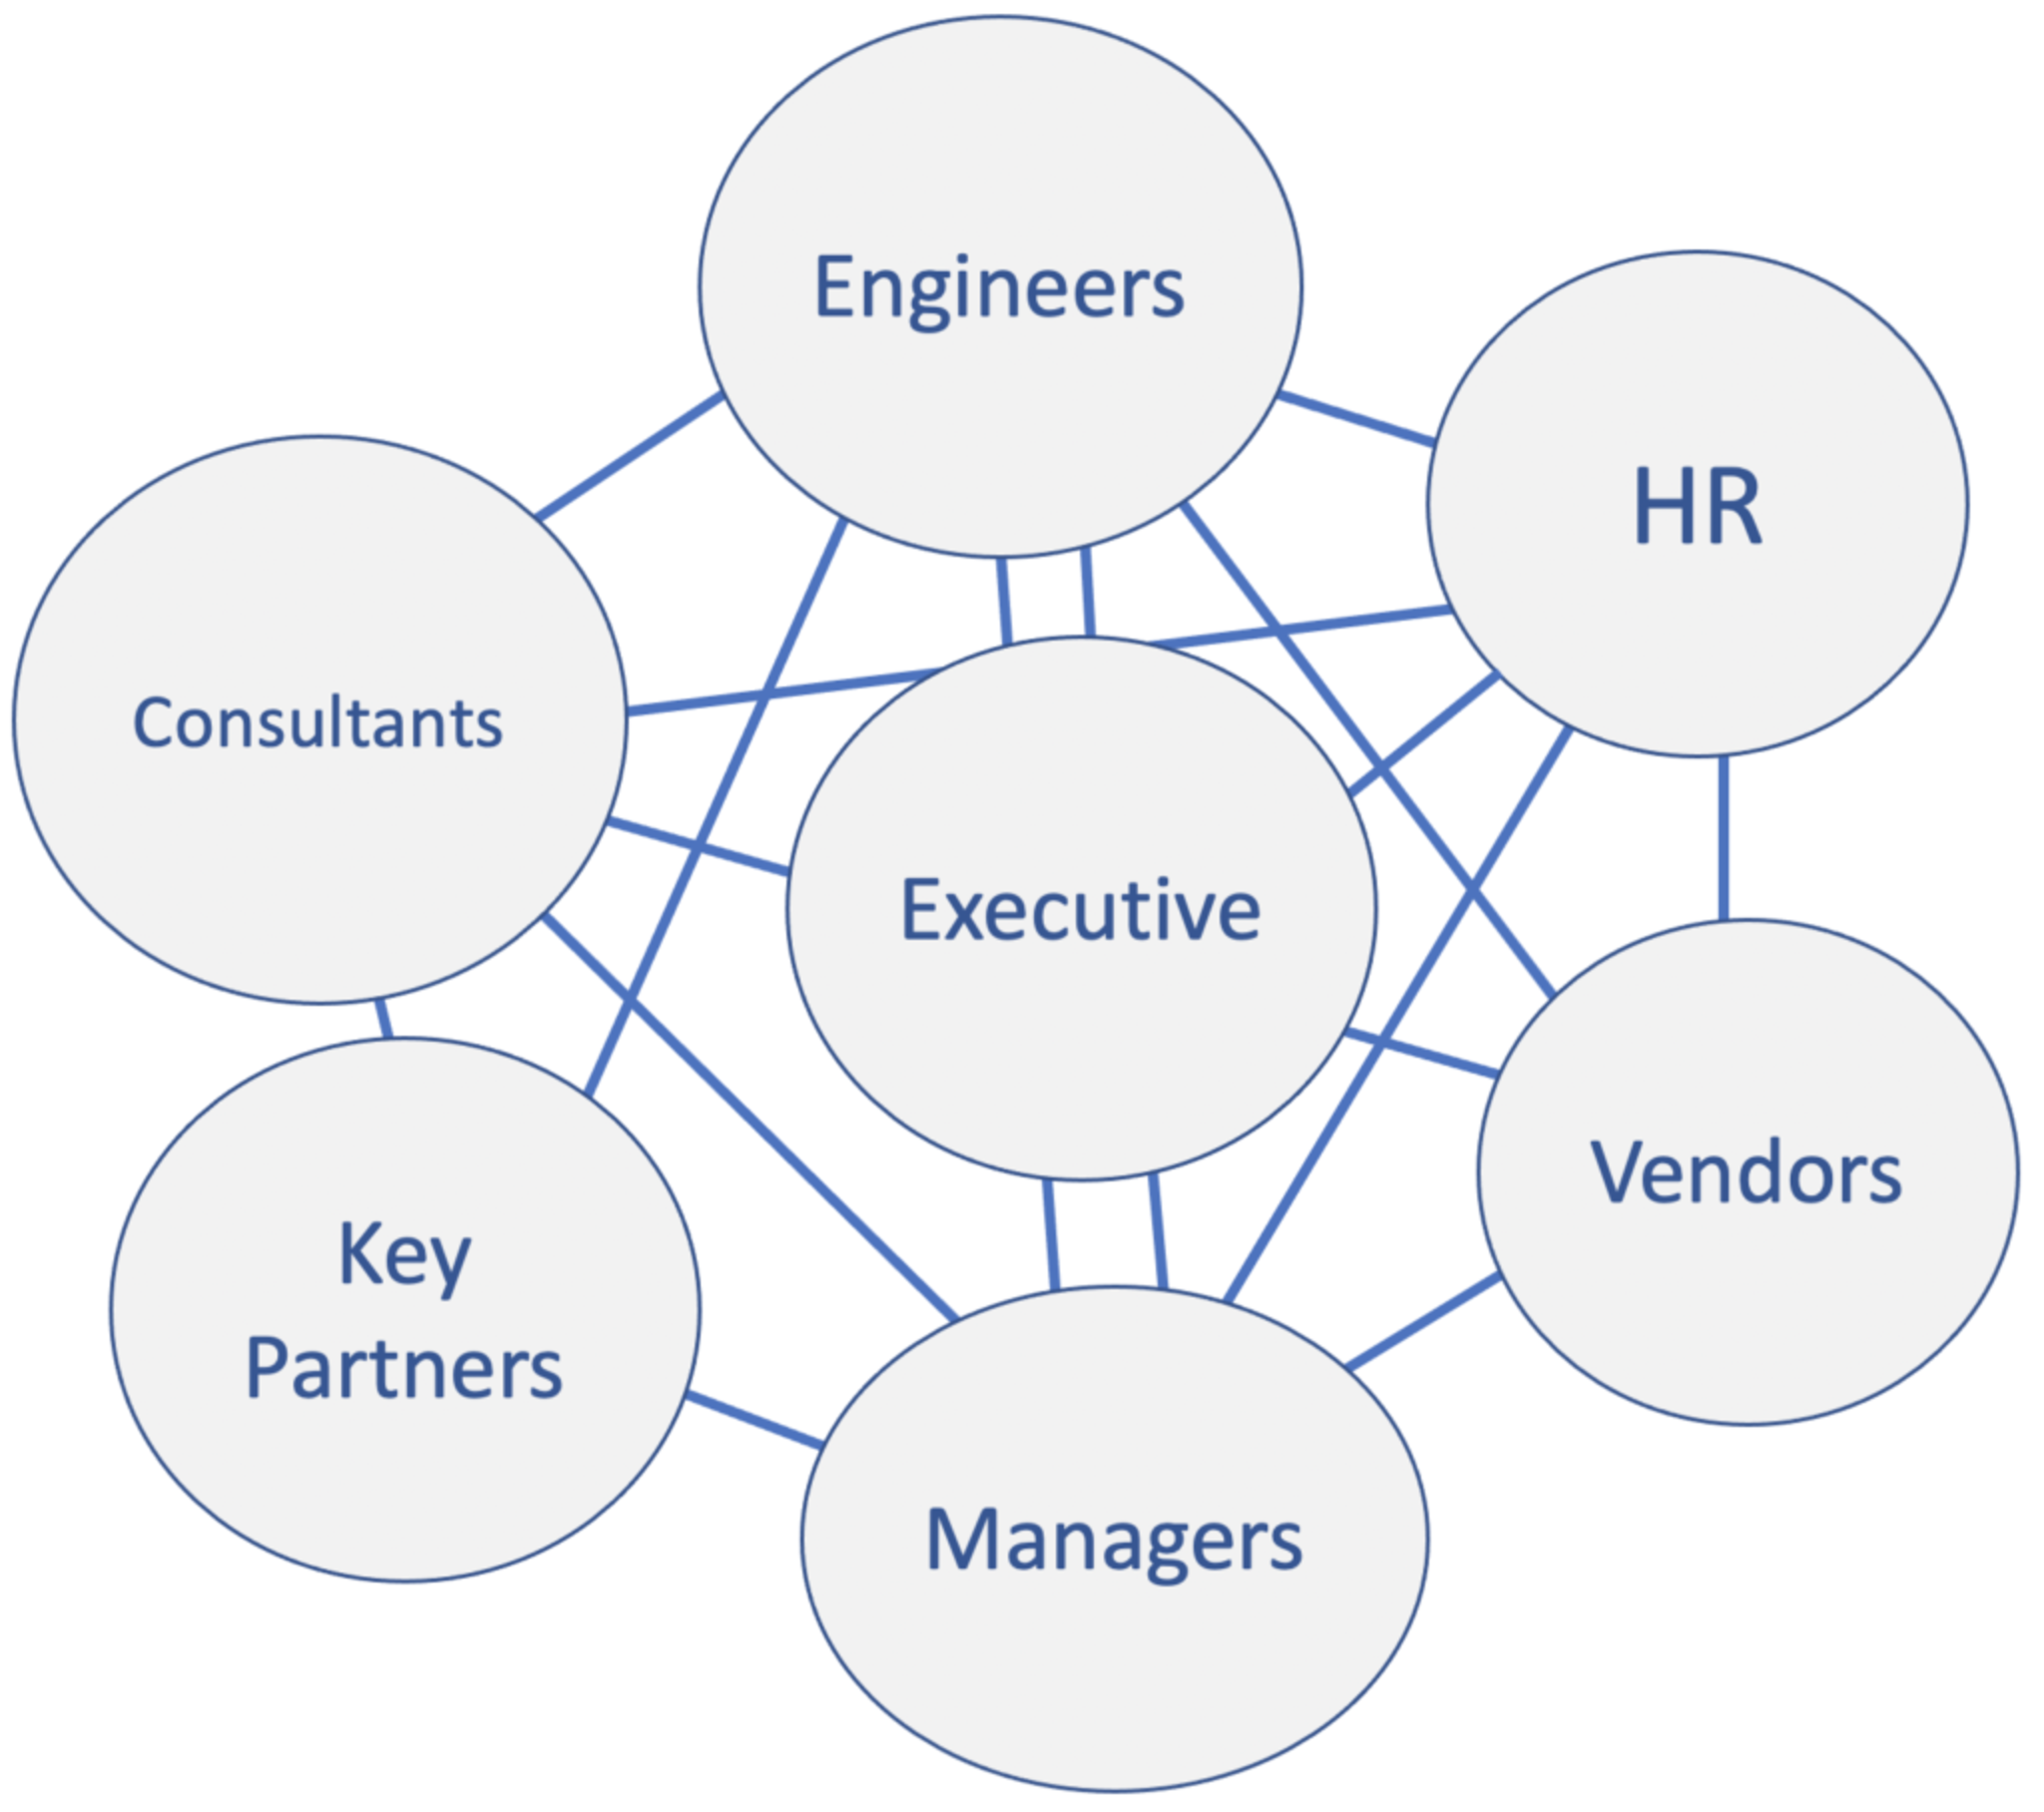 Engineers
HR
Consultants
Executive
Vendors
Key
Partners
Managers